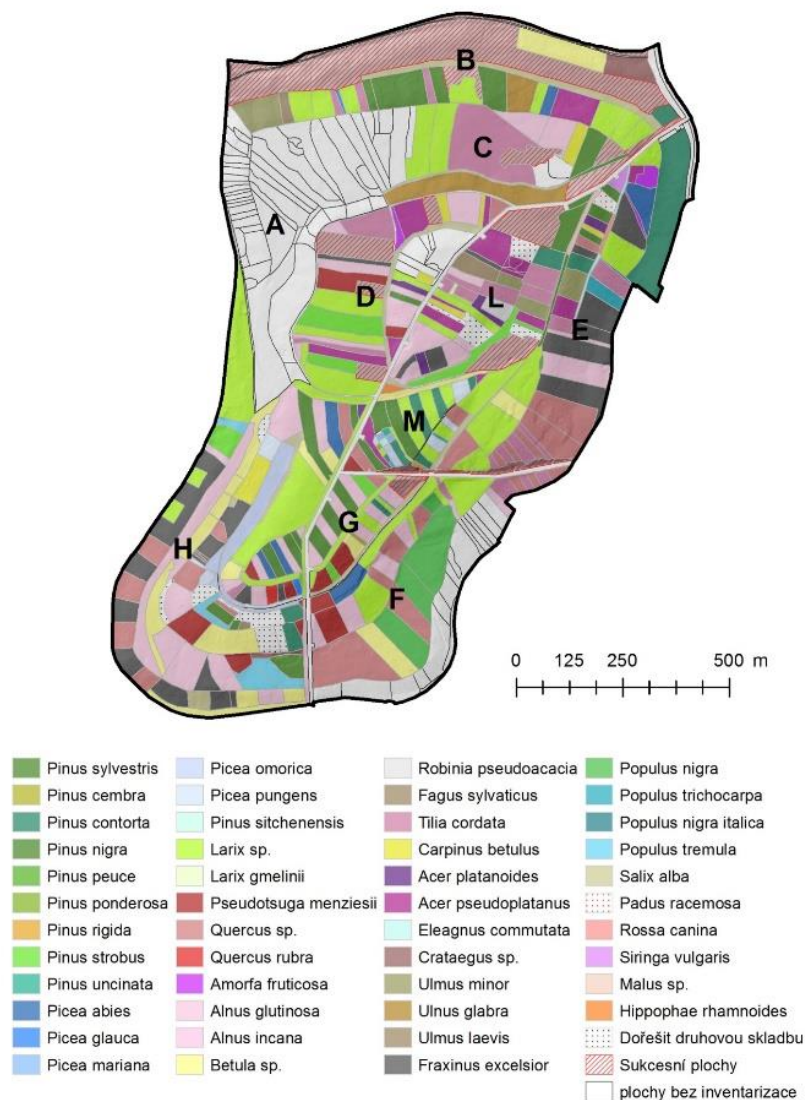 B
C
A
D
L
E
M
G
H
F
0 125 250 500 m
Pinus sylvestris
Pinus cembra
Pinus contorta
Pinus nigra
Pinus peuce
Pinus ponderosa
Pinus rigida
Pinus strobus
Pinus uncinata
Picea abies
Picea glauca
Picea mariana
Picea omorica
Picea pungens
Pinus sitchenensis
Larix sp.
Larix gmelinii
Pseudotsuga menziesii
Quercus sp.
Quercus rubra
Amorfa fruticosa
Alnus glutinosa
Alnus incana
Betula sp.
Robinia pseudoacacia
Fagus sylvaticus
Tilia cordata
Carpinus betulus
Acer platanoides
Acer pseudoplatanus
Eleagnus commutata
Crataegus sp.
Ulmus minor
Ulnus glabra
Ulmus laevis
Fraxinus excelsior
Populus nigra
Populus trichocarpa
Populus nigra italica
Populus tremula
Salix alba
Padus racemosa
Rossa canina
Siringa vulgaris
Malus sp.
Hippophae rhamnoides
Dořešit druhovou skladbu
Sukcesní plochy
plochy bez inventarizace